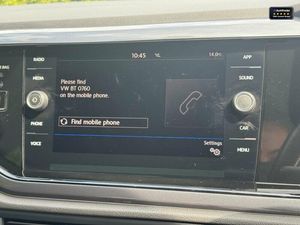 10:45
14.0°C
RADIO
MEDIA
PHONE
VOICE
Please find
VW BT 0760
on the mobile phone.
Find mobile phone
Settings
APP
SOUND
CAR
MENU